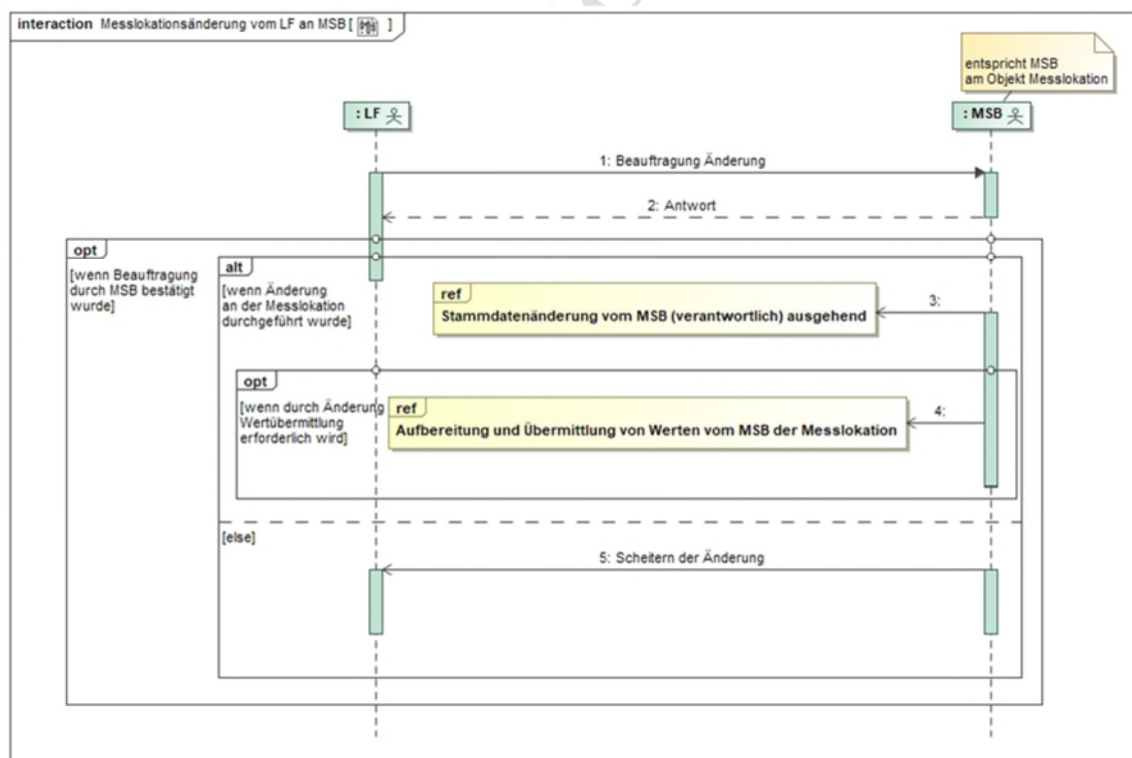 interaction Messlokationsänderung vom LF an MSB [ ]
entspricht MSB
am Objekt Messlokation
: LF
: MSB
1: Beauftragung Änderung
2: Antwort
opt
[wenn Beauftragung
durch MSB bestätigt
wurde]
alt
[wenn Änderung
an der Messlokation
durchgeführt wurde]
ref
Stammdatenänderung vom MSB (verantwortlich) ausgehend
3:
opt
[wenn durch Änderung
Wertübermittlung
erforderlich wird]
ref
Aufbereitung und Übermittlung von Werten vom MSB der Messlokation
4:
[else]
5: Scheitern der Änderung